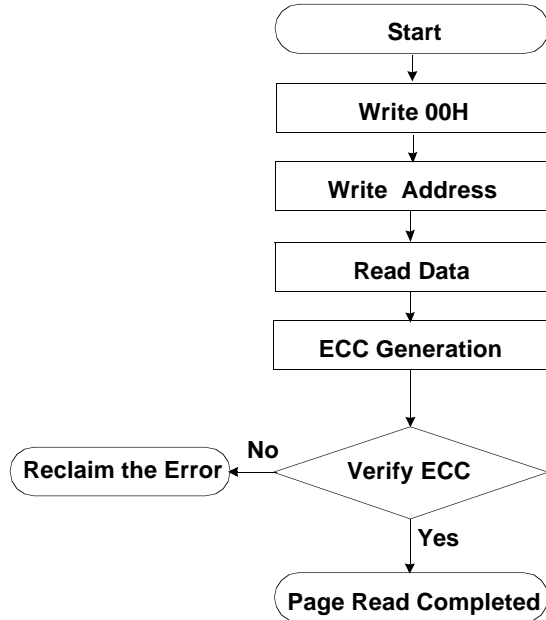 Start
Write 00H
Write Address
Read Data
ECC Generation
No
Reclaim the Error
Verify ECC
Yes
Page Read Completed